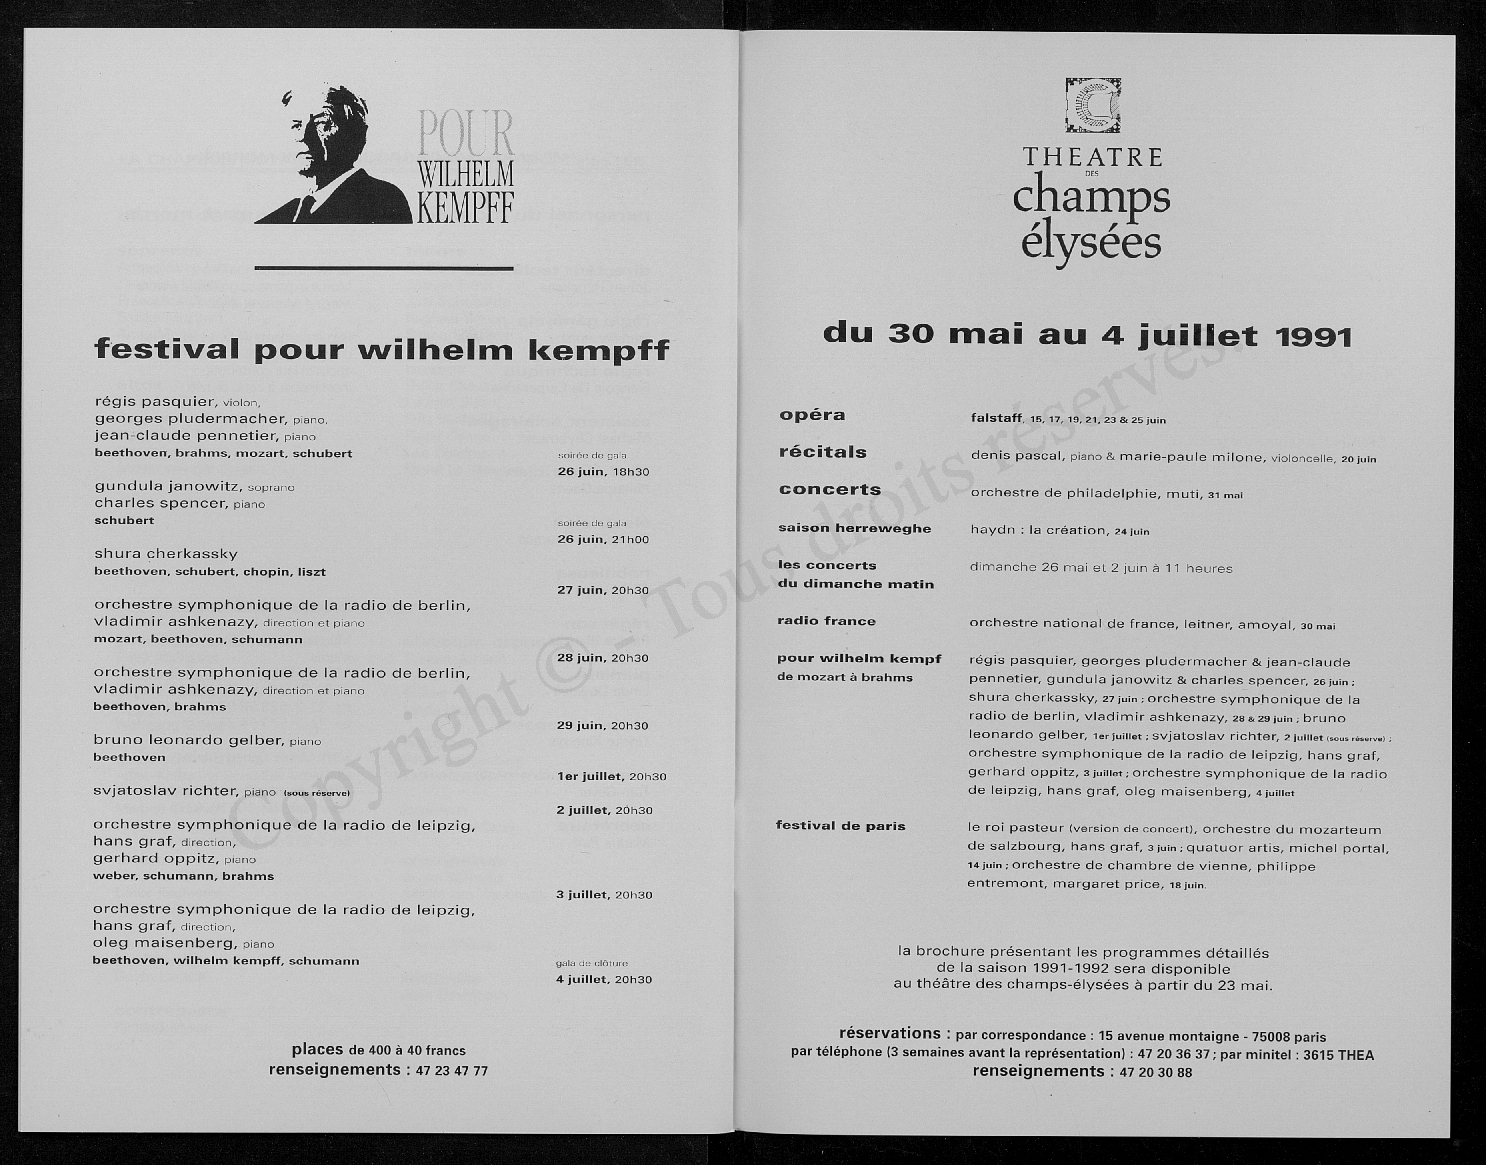 POUR
WILHELM
KEMPFF
festival pour wilhelm kempff
régis pasquier, violon,
georges pludermacher, piano,
jean-claude pennetier, piano
beethoven, brahms, mozart, schubert
soirée de gala
26 juin, 18h30
gundula janowitz, soprano
charles spencer, piano
schubert
soirée de gala
26 juin, 21h00
shura cherkassky
beethoven, schubert, chopin, liszt
27 juin, 20h30
orchestre symphonique de la radio de berlin,
vladimir ashkenazy, direction et piano
mozart, beethoven, schumann
28 juin, 20h30
orchestre symphonique de la radio de berlin,
vladimir ashkenazy, direction et piano
beethoven, brahms
29 juin, 20h30
bruno leonardo gelber, piano
beethoven
1er juillet, 20h30
svjatoslav richter, piano (sous réserve)
2 juillet, 20h30
orchestre symphonique de la radio de leipzig,
hans graf, direction,
gerhard oppitz, piano
weber, schumann, brahms
3 juillet, 20h30
orchestre symphonique de la radio de leipzig,
hans graf, direction,
oleg maisenberg, piano
beethoven, wilhelm kempff, schumann
gala de clôture
4 juillet, 20h30
places de 400 à 40 francs
renseignements : 47 23 47 77
THEATRE
DES
champs
élysées
du 30 mai au 4 juillet 1991
opéra falstaff, 15, 17, 19, 21, 23 & 25 juin
récitals denis pascal, piano & marie-paule milone, violoncelle, 20 juin
concerts orchestre de philadelphie, muti, 31 mai
saison herreweghe haydn : la création, 24 juin
les concerts dimanche 26 mai et 2 juin à 11 heures
du dimanche matin
radio france orchestre national de france, leitner, amoyal, 30 mai
pour wilhelm kempf régis pasquier, georges pludermacher & jean-claude
de mozart à brahms pennetier, gundula janowitz & charles spencer, 26 juin ;
shura cherkassky, 27 juin ; orchestre symphonique de la
radio de berlin, vladimir ashkenazy, 28 & 29 juin ; bruno
leonardo gelber, 1er juillet ; svjatoslav richter, 2 juillet (sous réserve) ;
orchestre symphonique de la radio de leipzig, hans graf,
gerhard oppitz, 3 juillet ; orchestre symphonique de la radio
de leipzig, hans graf, oleg maisenberg, 4 juillet
festival de paris le roi pasteur (version de concert), orchestre du mozarteum
de salzbourg, hans graf, 3 juin ; quatuor artis, michel portal,
14 juin ; orchestre de chambre de vienne, philippe
entremont, margaret price, 18 juin.
la brochure présentant les programmes détaillés
de la saison 1991-1992 sera disponible
au théâtre des champs-élysées à partir du 23 mai.
réservations : par correspondance : 15 avenue montaigne - 75008 paris
par téléphone (3 semaines avant la représentation) : 47 20 36 37 ; par minitel : 3615 THEA
renseignements : 47 20 30 88
Copyright © - Tous droits réservés.